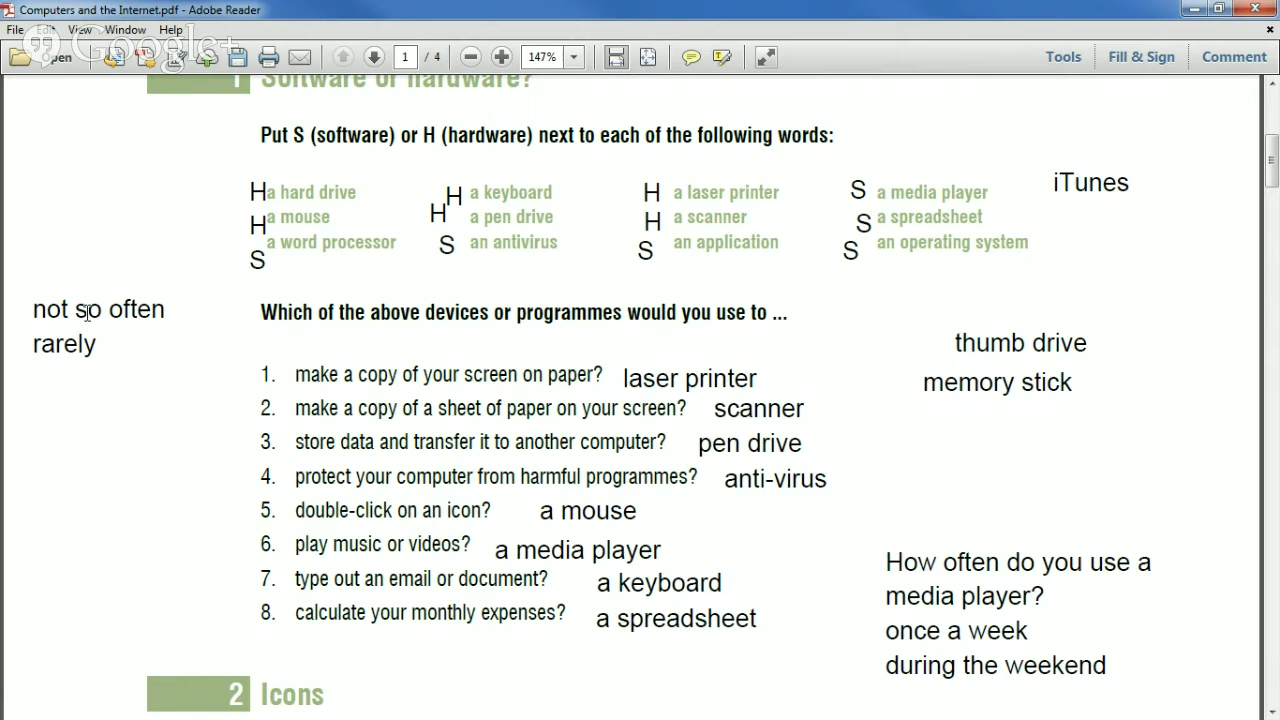 Computers and the Internet.pdf - Adobe Reader
File Edit View Window Help
Google+
Open 1 / 4 147% Tools Fill & Sign Comment
1 Software or hardware?
Put S (software) or H (hardware) next to each of the following words:
H a hard drive H a keyboard H a laser printer S a media player iTunes
H a mouse H a pen drive H a scanner S a spreadsheet
S a word processor S an antivirus S an application S an operating system
not so often
rarely
Which of the above devices or programmes would you use to ...
thumb drive
memory stick
1. make a copy of your screen on paper? laser printer
2. make a copy of a sheet of paper on your screen? scanner
3. store data and transfer it to another computer? pen drive
4. protect your computer from harmful programmes? anti-virus
5. double-click on an icon? a mouse
6. play music or videos? a media player
7. type out an email or document? a keyboard
8. calculate your monthly expenses? a spreadsheet
How often do you use a
media player?
once a week
during the weekend
2 Icons